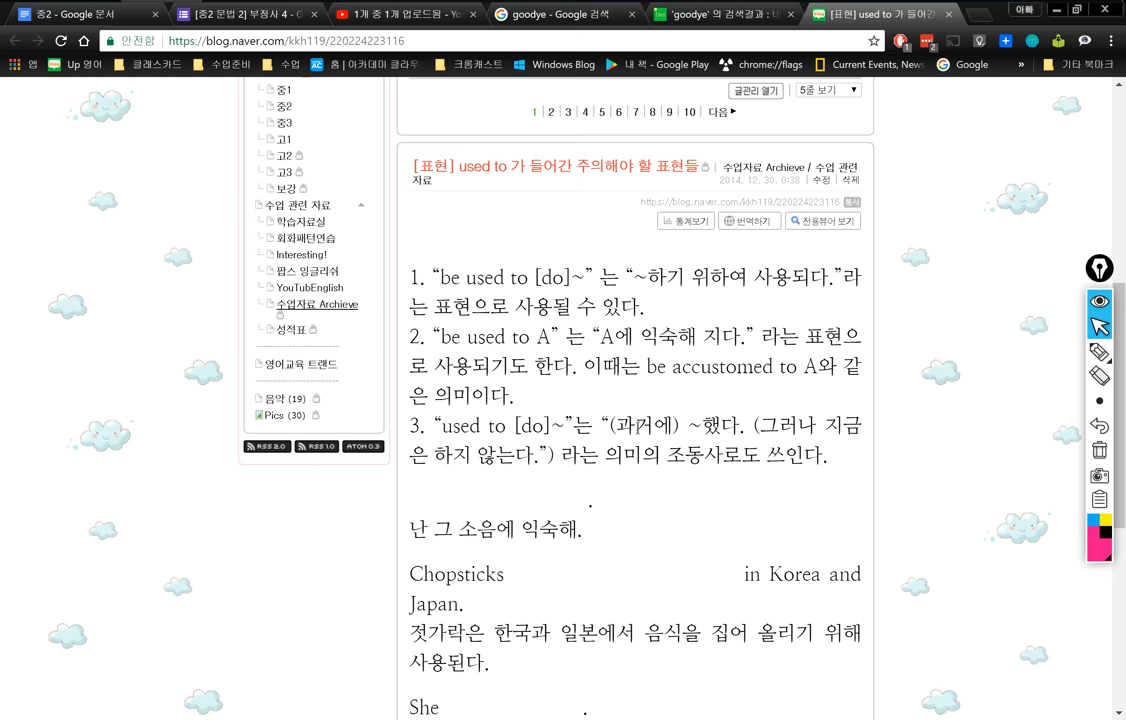 중2 - Google 문서
[중2 문법 2] 부정사 4 - G
1개 중 1개 업로드됨 - Yo
goodye - Google 검색
'goodye' 의 검색결과 : 네
[표현] used to 가 들어간
아빠
안전함
https://blog.naver.com/kkh119/220224223116
앱
Up 영어
클래스카드
수업준비
수업
홈 | 아카데미 클라우
크롬캐스트
Windows Blog
내 책 - Google Play
chrome://flags
Current Events, News
Google
»
기타 북마크
중1
중2
중3
고1
고2
고3
보강
수업 관련 자료
학습자료실
회화패턴연습
Interesting!
팝스 잉글리쉬
YouTubEnglish
수업자료 Archieve
성적표
영어교육 트랜드
음악 (19)
Pics (30)
RSS 2.0
RSS 1.0
ATOM 0.3
글관리 열기
5줄 보기
1 | 2 | 3 | 4 | 5 | 6 | 7 | 8 | 9 | 10 | 다음
[표현] used to 가 들어간 주의해야 할 표현들 | 수업자료 Archieve / 수업 관련
자료
2014. 12. 30. 0:38 | 수정 | 삭제
https://blog.naver.com/kkh119/220224223116 복사
통계보기
번역하기
전용뷰어 보기
1. “be used to [do]~” 는 “~하기 위하여 사용되다.”라
는 표현으로 사용될 수 있다.
2. “be used to A” 는 “A에 익숙해 지다.” 라는 표현으
로 사용되기도 한다. 이때는 be accustomed to A와 같
은 의미이다.
3. “used to [do]~”는 “(과거에) ~했다. (그러나 지금
은 하지 않는다.”) 라는 의미의 조동사로도 쓰인다.
.
난 그 소음에 익숙해.
Chopsticks in Korea and
Japan.
젓가락은 한국과 일본에서 음식을 집어 올리기 위해
사용된다.
She .